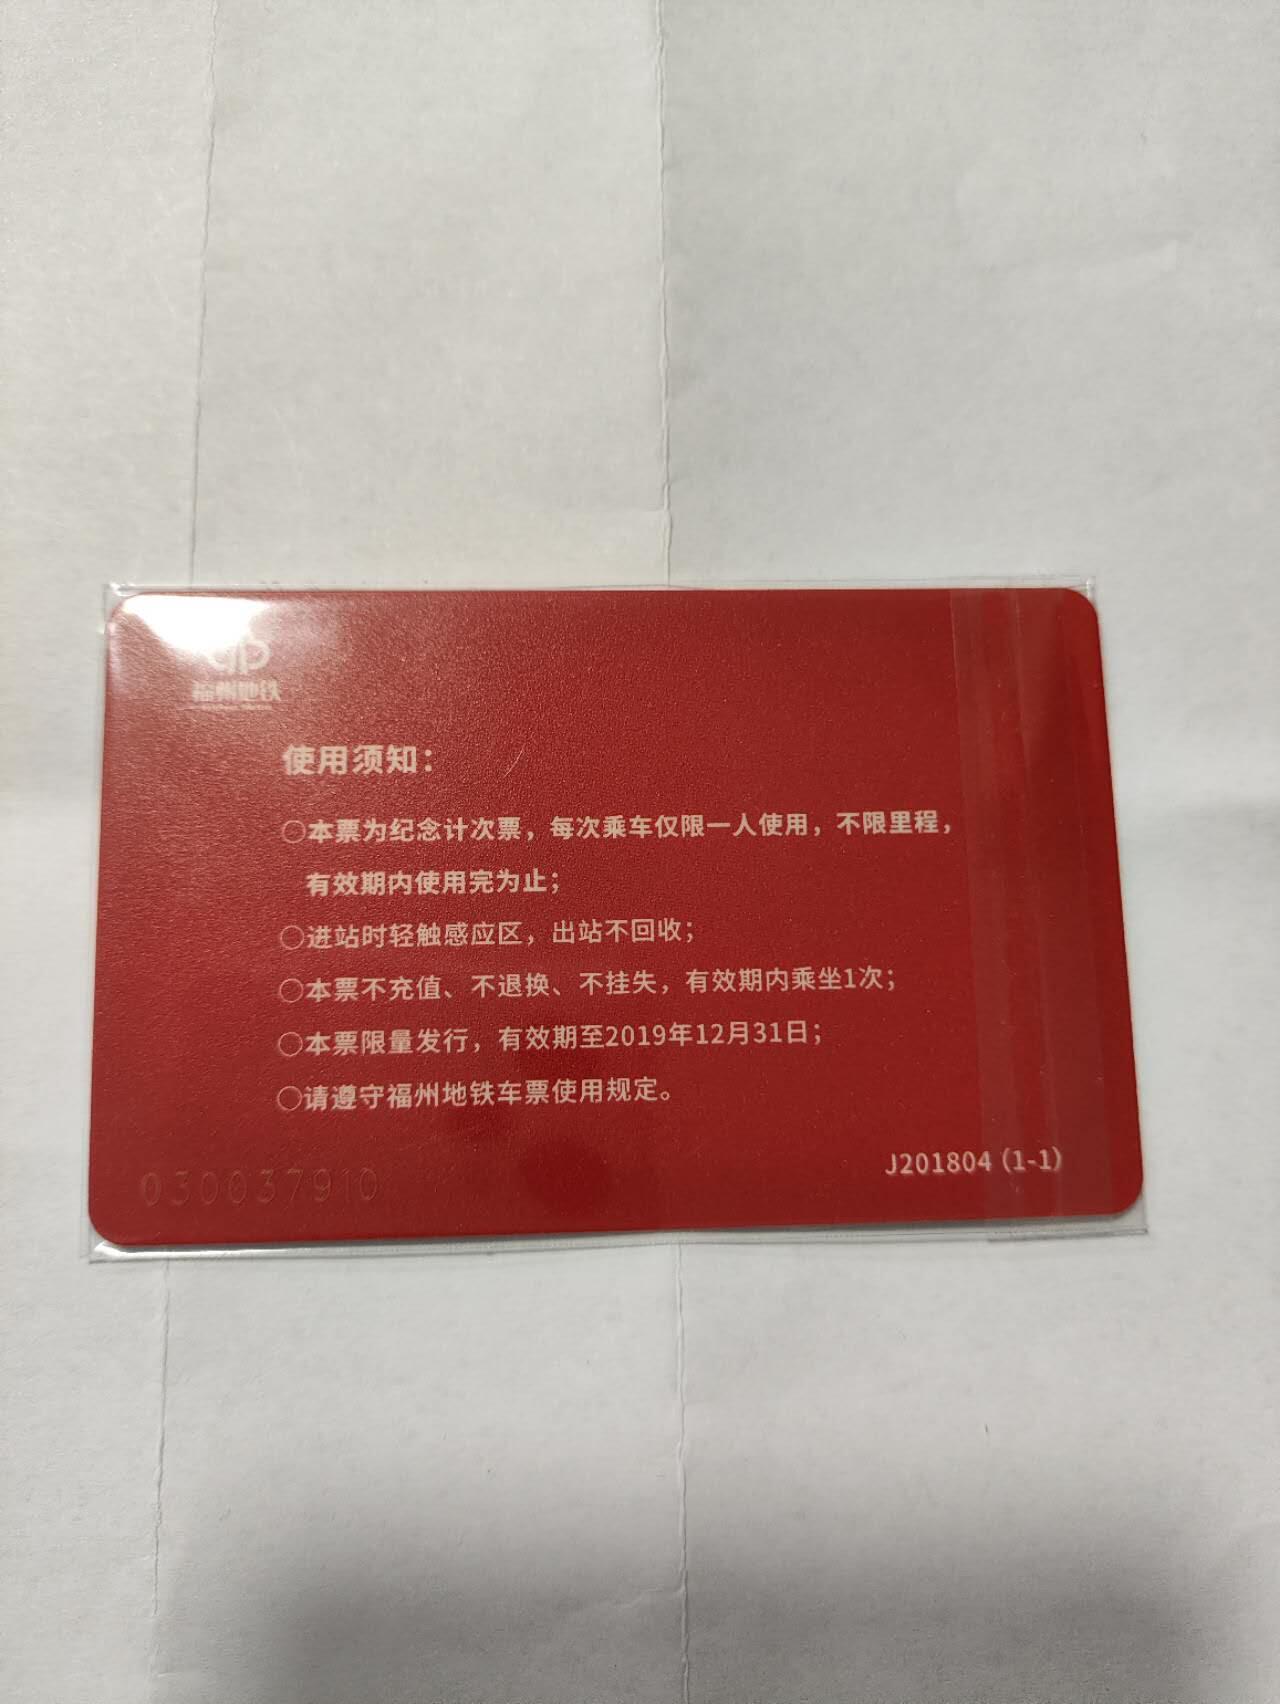 福州地铁
使用须知：
○本票为纪念计次票，每次乘车仅限一人使用，不限里程，
有效期内使用完为止；
○进站时轻触感应区，出站不回收；
○本票不充值、不退换、不挂失，有效期内乘坐1次；
○本票限量发行，有效期至2019年12月31日；
○请遵守福州地铁车票使用规定。
030037910
J201804 (1-1)